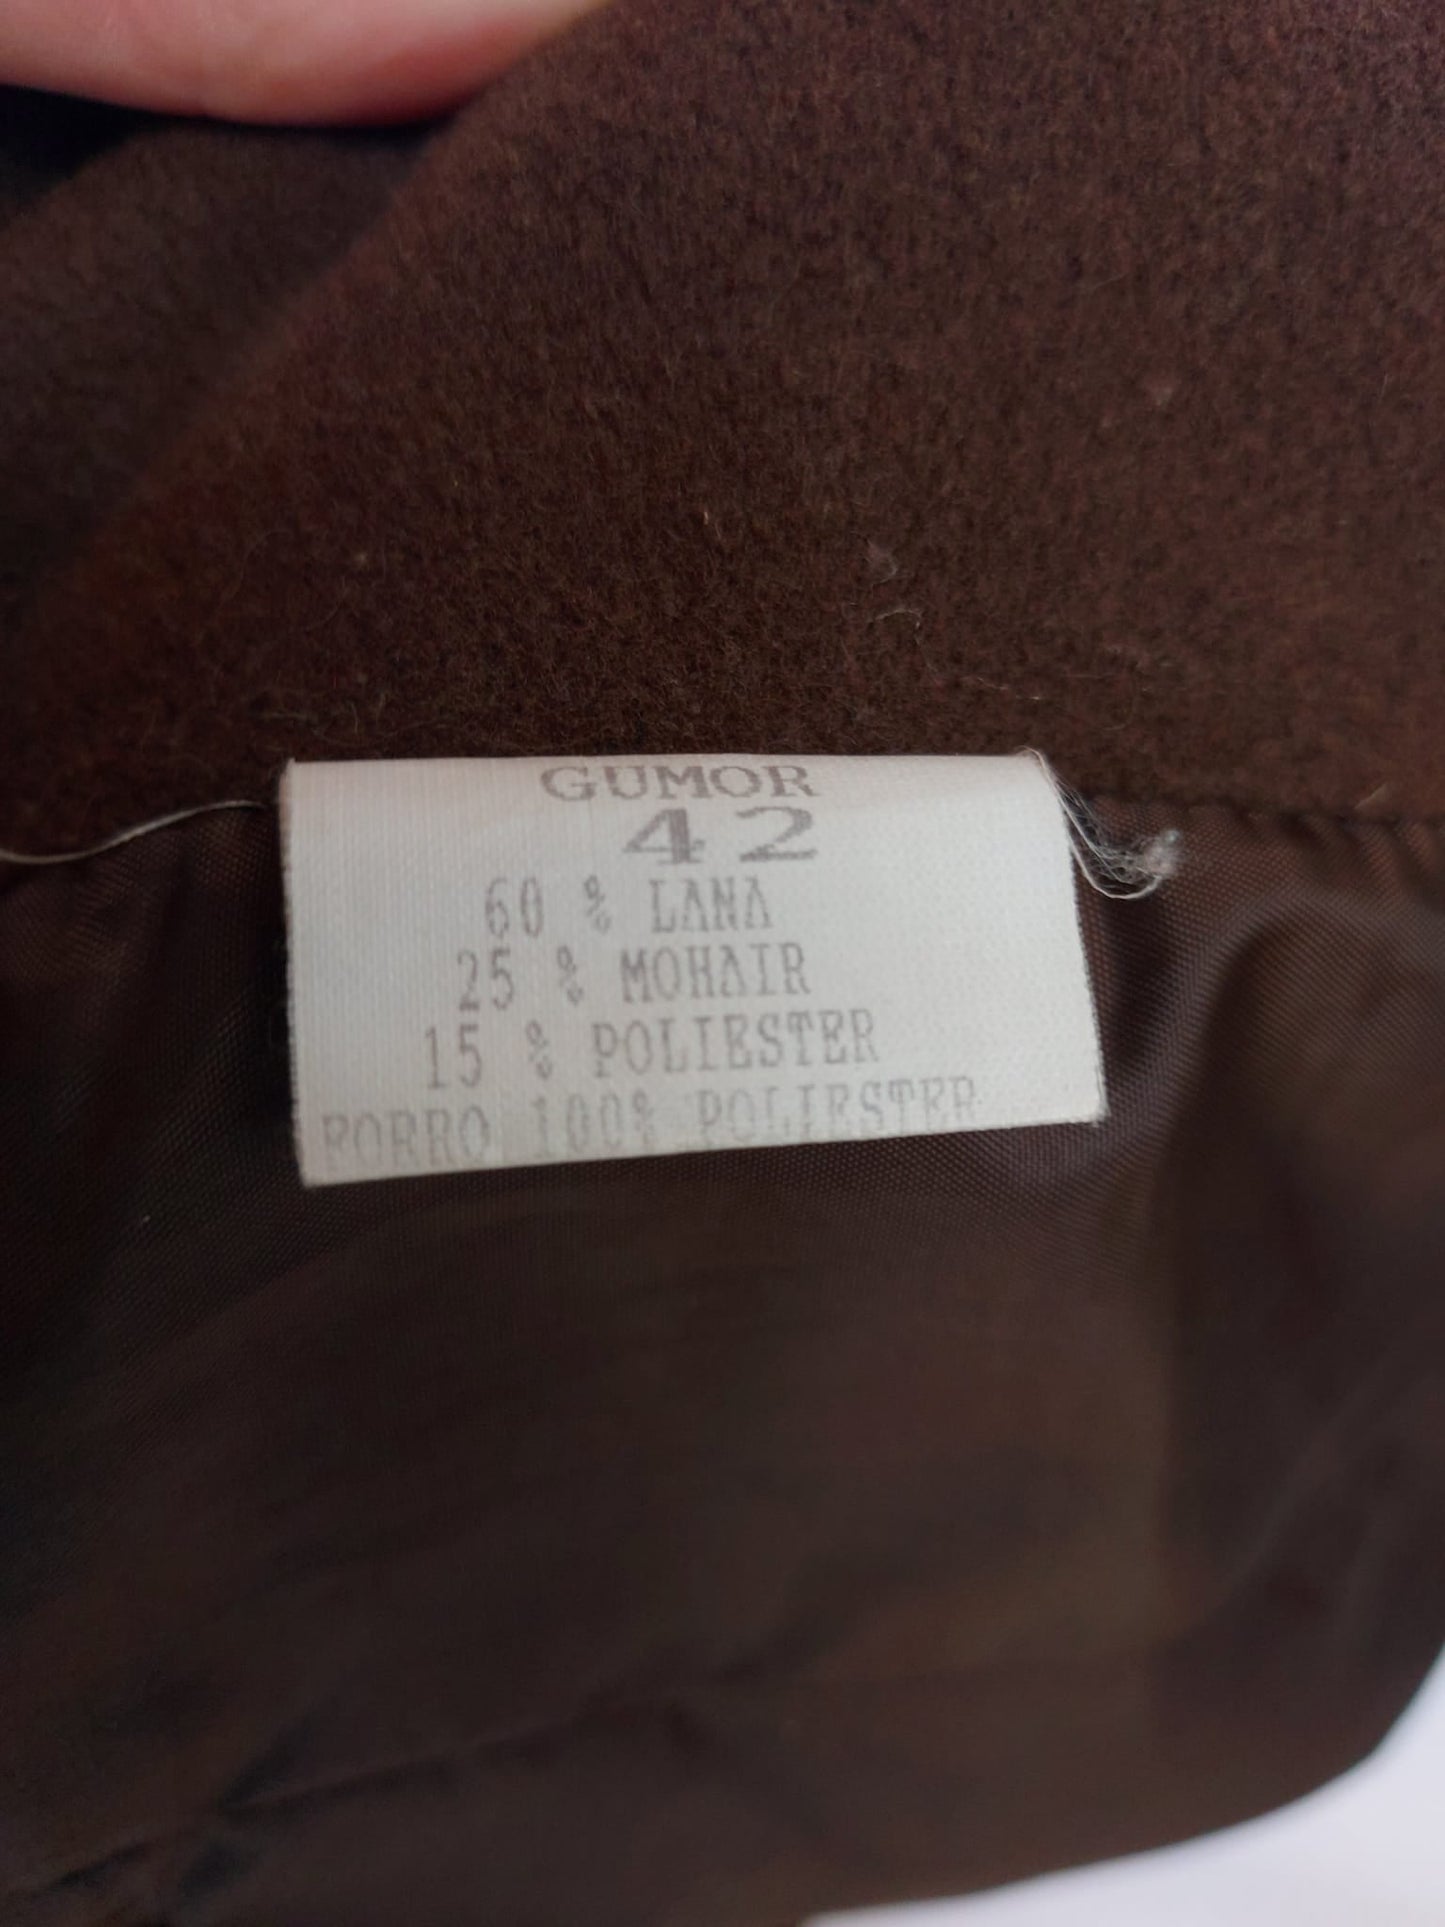 GUMOR
42
60 % LANA
25 % MOHAIR
15 % POLIESTER
FORRO 100% POLIESTER